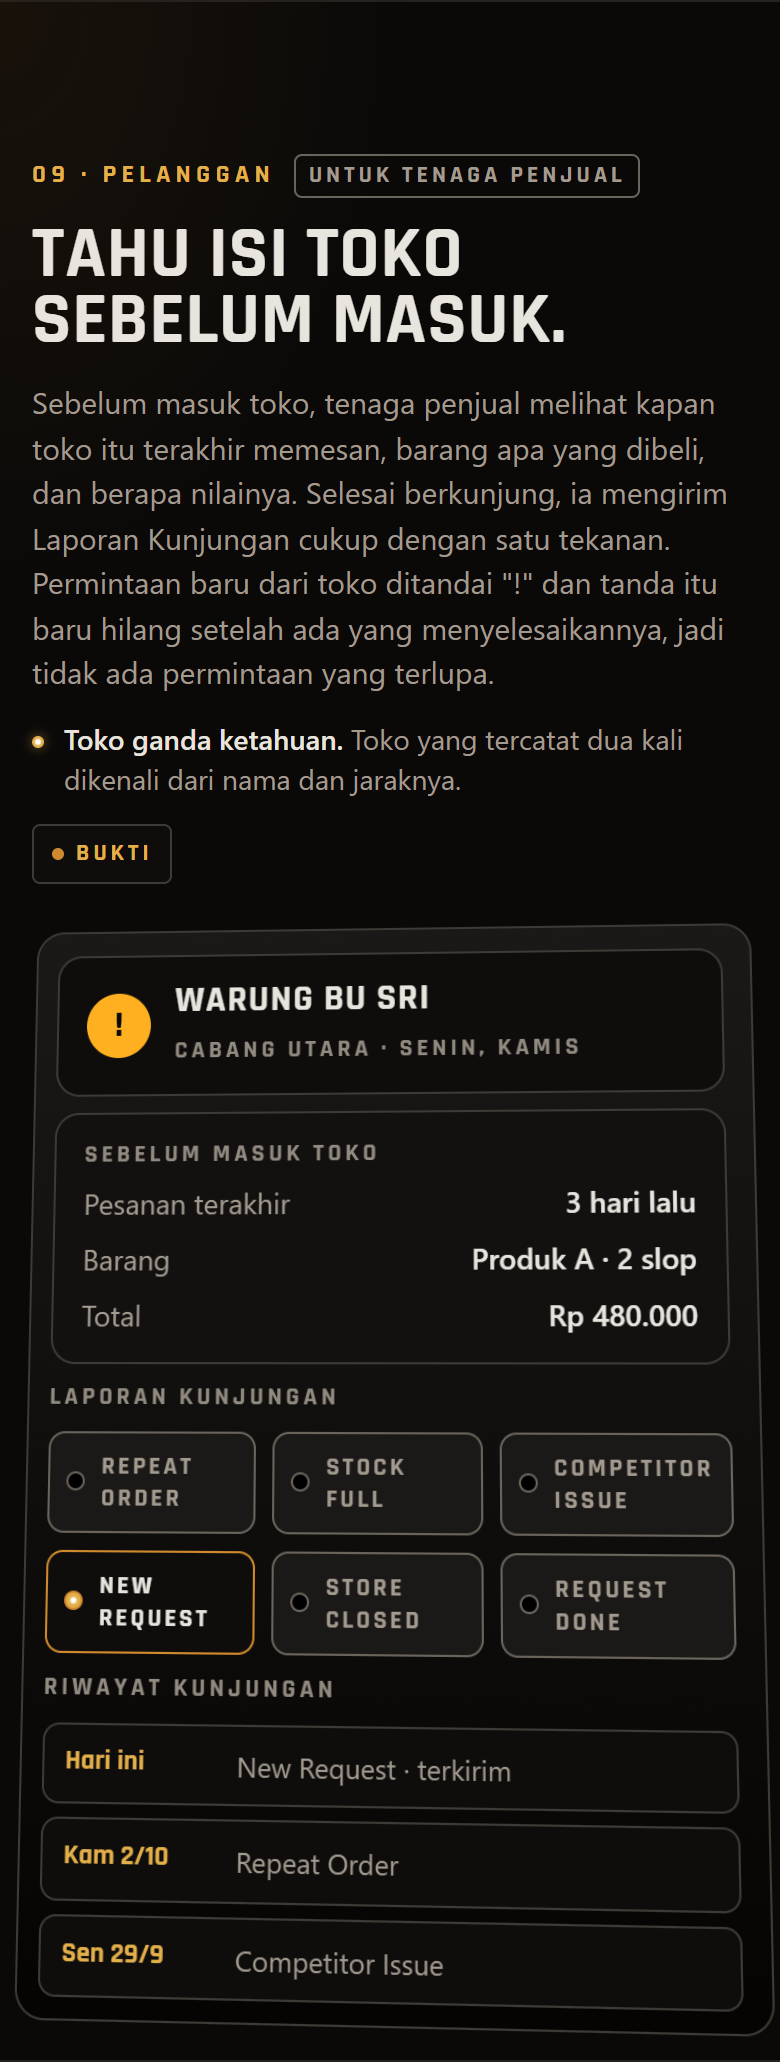 09 · PELANGGAN
UNTUK TENAGA PENJUAL
TAHU ISI TOKO
SEBELUM MASUK.
Sebelum masuk toko, tenaga penjual melihat kapan
toko itu terakhir memesan, barang apa yang dibeli,
dan berapa nilainya. Selesai berkunjung, ia mengirim
Laporan Kunjungan cukup dengan satu tekanan.
Permintaan baru dari toko ditandai "!" dan tanda itu
baru hilang setelah ada yang menyelesaikannya, jadi
tidak ada permintaan yang terlupa.
Toko ganda ketahuan. Toko yang tercatat dua kali
dikenali dari nama dan jaraknya.
BUKTI
!
WARUNG BU SRI
CABANG UTARA · SENIN, KAMIS
SEBELUM MASUK TOKO
Pesanan terakhir 3 hari lalu
Barang Produk A · 2 slop
Total Rp 480.000
LAPORAN KUNJUNGAN
REPEAT
ORDER
STOCK
FULL
COMPETITOR
ISSUE
NEW
REQUEST
STORE
CLOSED
REQUEST
DONE
RIWAYAT KUNJUNGAN
Hari ini New Request · terkirim
Kam 2/10 Repeat Order
Sen 29/9 Competitor Issue